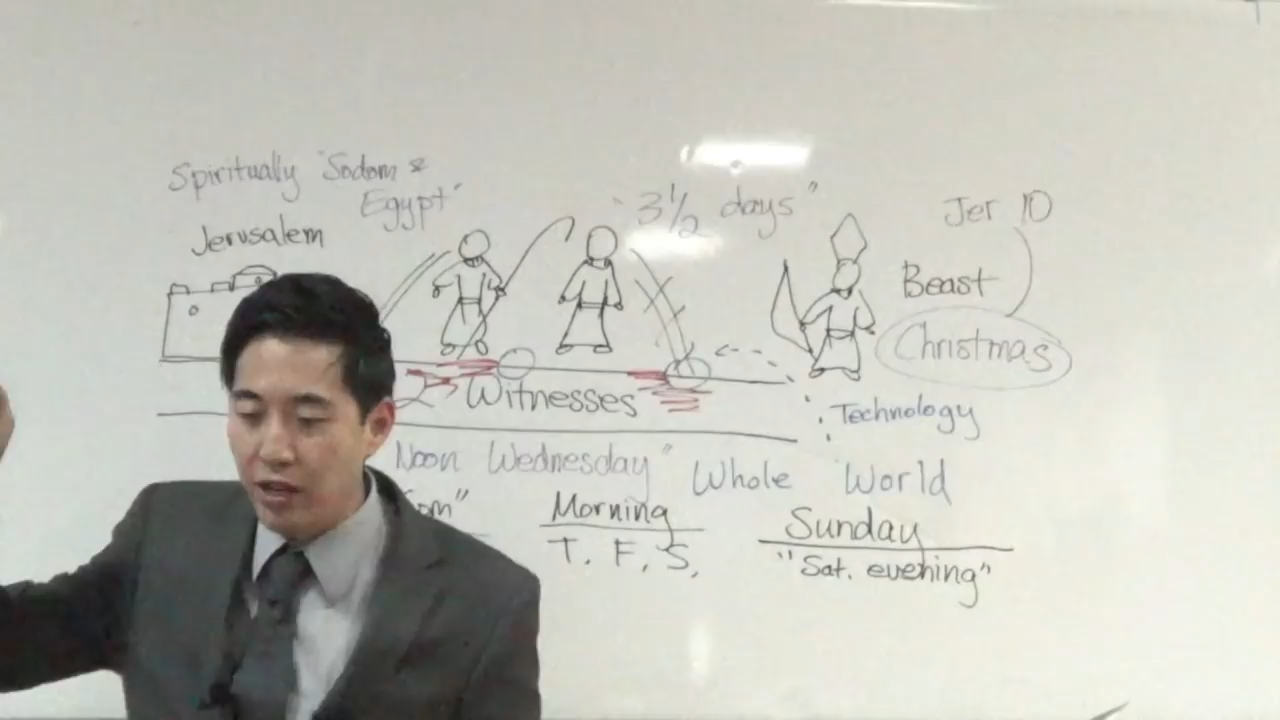 Spiritually "Sodom &
Egypt"
Jerusalem
"3½ days"
Jer 10
Beast
Christmas
Witnesses
Technology
Noon Wednesday"
Whole World
Morning
T. F. S.
Sunday
"Sat. evening"